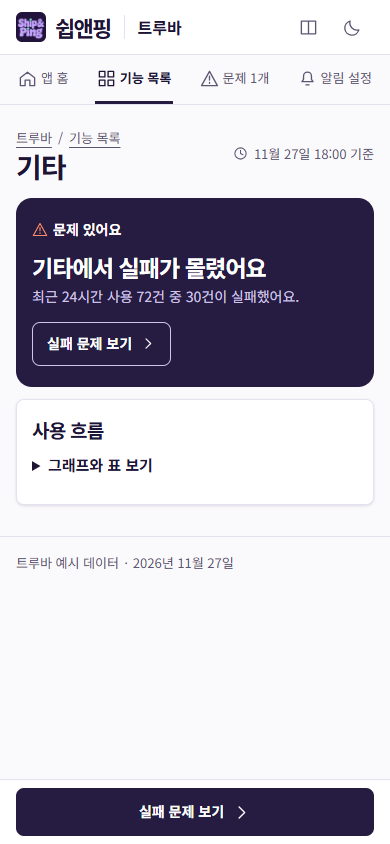 Ship&
Ping
쉽앤핑
트루바
앱 홈
기능 목록
문제 1개
알림 설정
트루바 / 기능 목록
기타
11월 27일 18:00 기준
문제 있어요
기타에서 실패가 몰렸어요
최근 24시간 사용 72건 중 30건이 실패했어요.
실패 문제 보기
사용 흐름
그래프와 표 보기
트루바 예시 데이터 · 2026년 11월 27일
실패 문제 보기